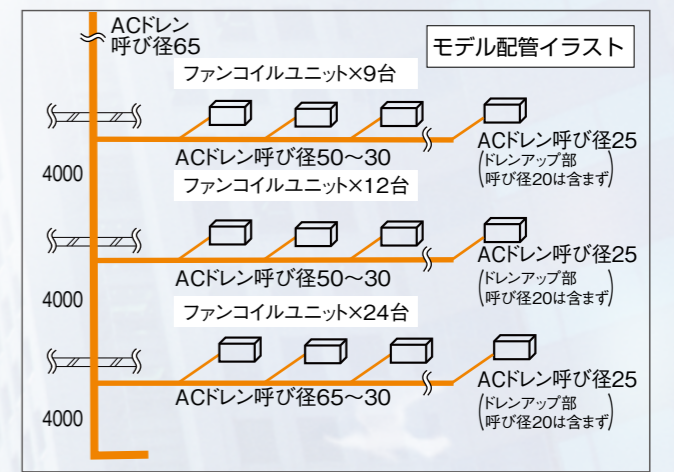 ACドレン
呼び径65
モデル配管イラスト
ファンコイルユニット×9台
ACドレン呼び径50～30
ACドレン呼び径25
(ドレンアップ部
呼び径20は含まず)
4000
ファンコイルユニット×12台
ACドレン呼び径50～30
ACドレン呼び径25
(ドレンアップ部
呼び径20は含まず)
4000
ファンコイルユニット×24台
ACドレン呼び径65～30
ACドレン呼び径25
(ドレンアップ部
呼び径20は含まず)
4000